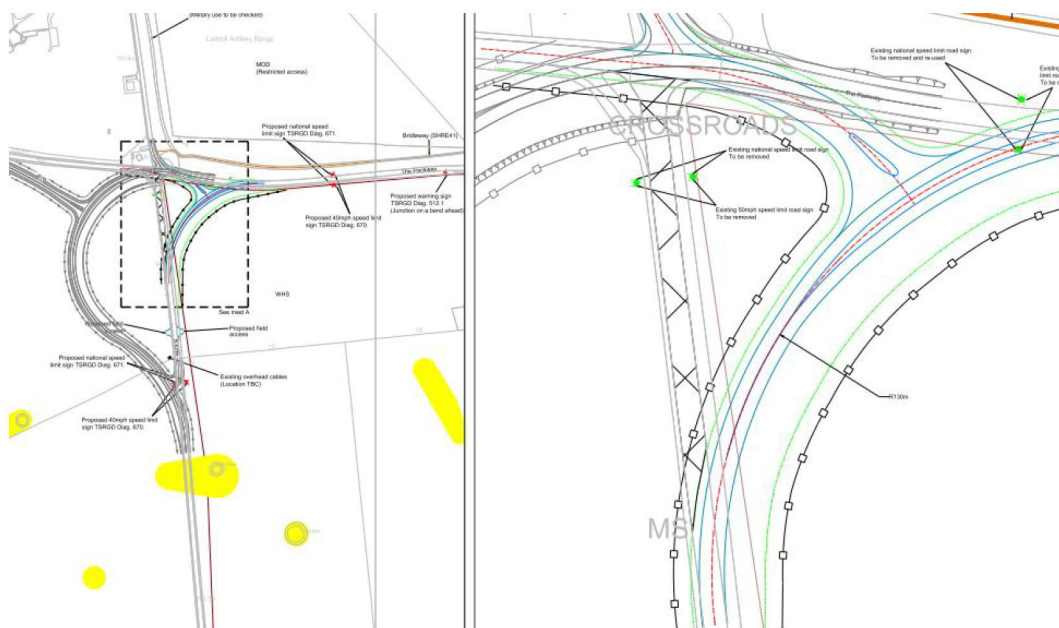 (Military use to be checked)
Larkhill Artillery Range
MOD
(Restricted access)
Proposed national speed
limit sign TSRGD Diag. 671.
Bridleway (SHRE41)
The Packway
Proposed warning sign
TSRGD Diag. 512.1
(Junction on a bend ahead)
Proposed 40mph speed limit
sign TSRGD Diag. 670.
WHS
See inset A
Proposed field
access
Proposed national speed
limit sign TSRGD Diag. 671.
Existing overhead cables
(Location TBC)
Proposed 40mph speed limit
sign TSRGD Diag. 670.
Existing national speed limit road sign
To be removed and re-used
Existing
limit roa
To be r
The Packway
CROSSROADS
Existing national speed limit road sign
To be removed
Existing 50mph speed limit road sign
To be removed
R130m
MS